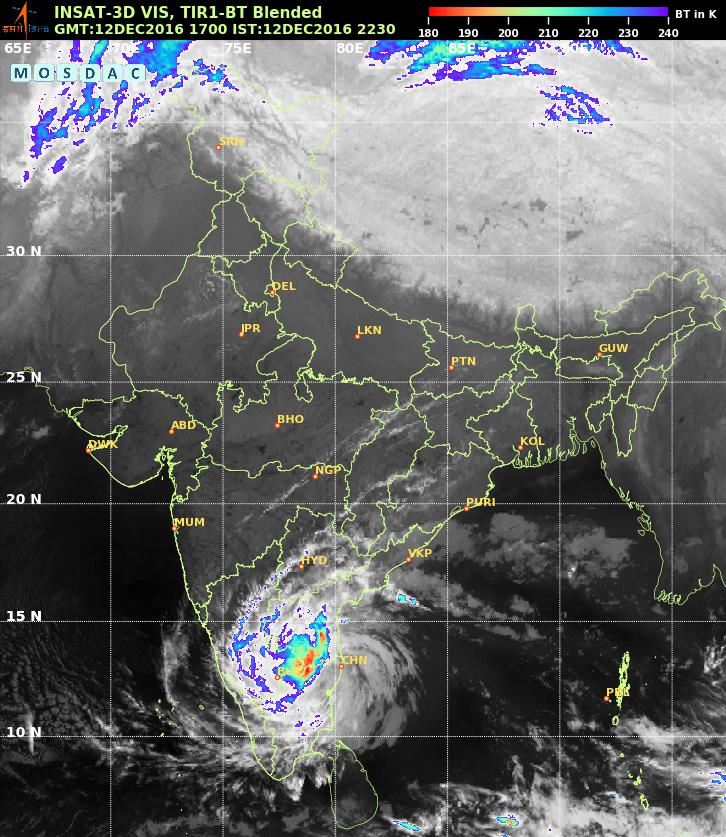 INSAT-3D VIS, TIR1-BT Blended
GMT:12DEC2016 1700 IST:12DEC2016 2230
BT in K
180 190 200 210 220 230 240
65E 70E 75E 80E 85E 90E
M O S D A C
SRN
30 N
DEL
JPR
LKN
GUW
PTN
25 N
ABD
BHO
DWK
KOL
NGP
20 N
PURI
MUM
VKP
HYD
15 N
CHN
PBL
10 N